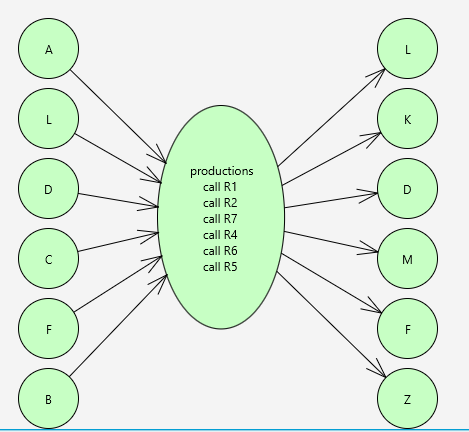 A
L
D
C
F
B
productions
call R1
call R2
call R7
call R4
call R6
call R5
L
K
D
M
F
Z